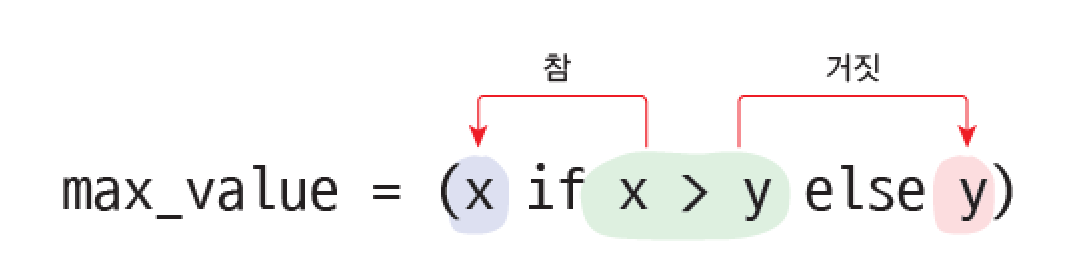 참 거짓
max_value = (x if x > y else y)